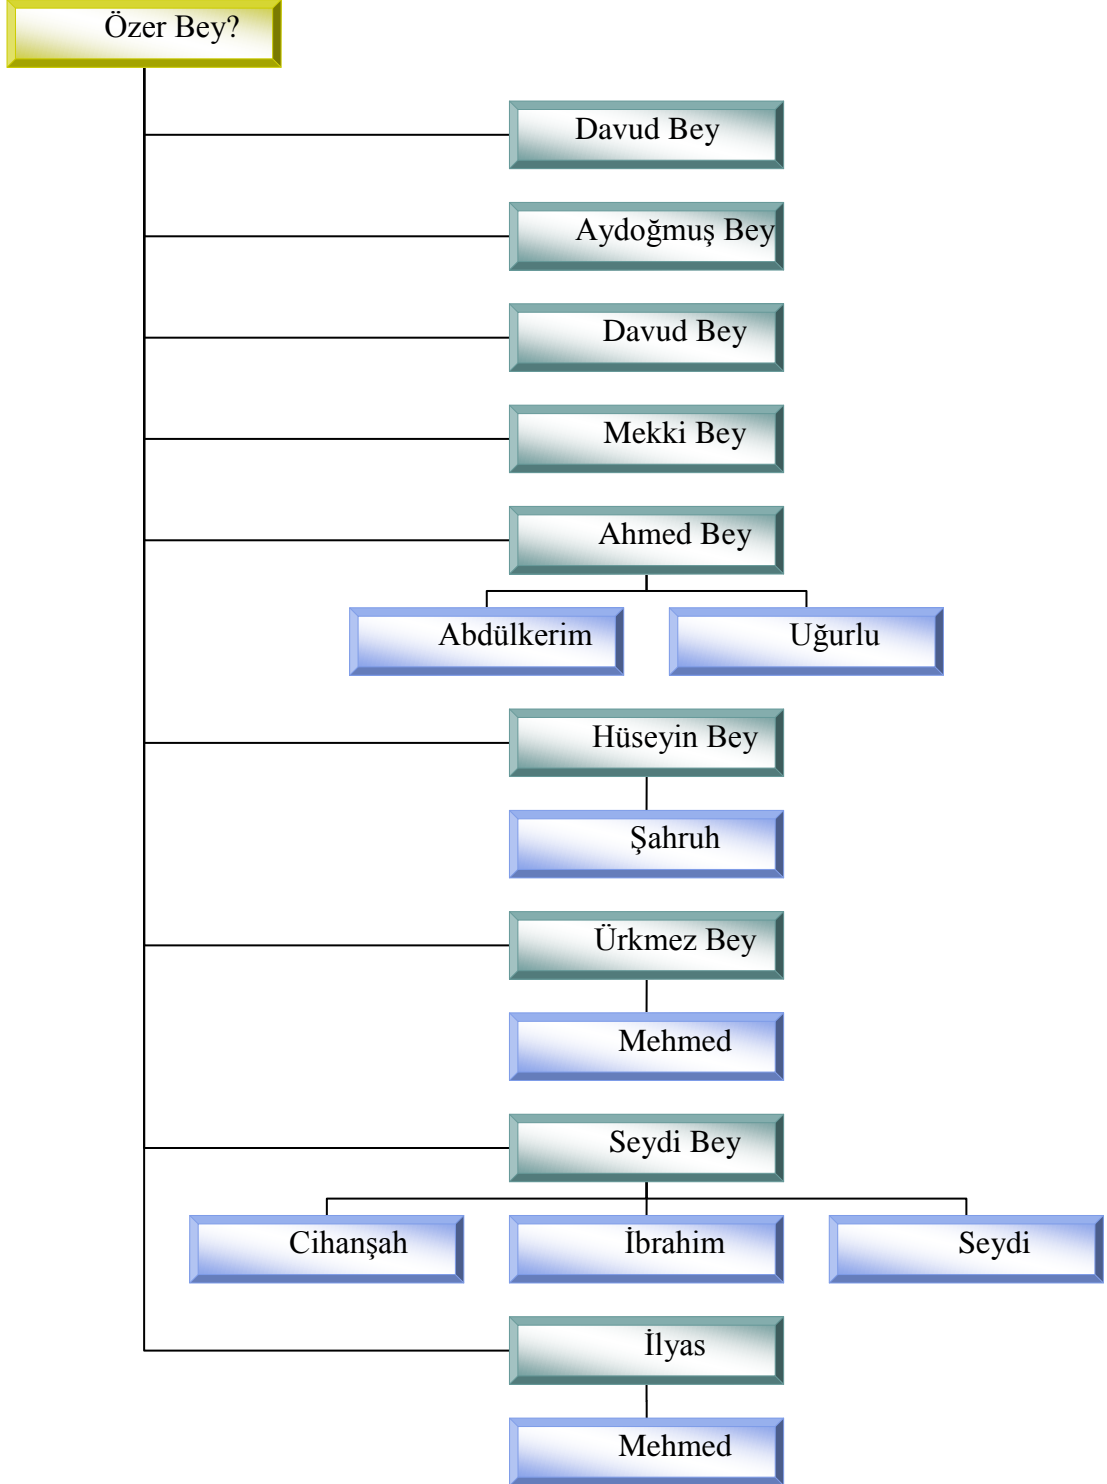 Özer Bey?
Davud Bey
Aydoğmuş Bey
Davud Bey
Mekki Bey
Ahmed Bey
Abdülkerim
Uğurlu
Hüseyin Bey
Şahruh
Ürkmez Bey
Mehmed
Seydi Bey
Cihanşah
İbrahim
Seydi
İlyas
Mehmed